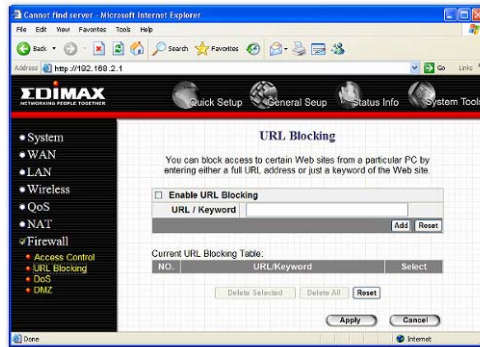 Cannot find server - Microsoft Internet Explorer
File Edit View Favorites Tools Help
Back Search Favorites
Address http://192.168.2.1 Go Links
EDIMAX
NETWORKING PEOPLE TOGETHER
Quick Setup General Seup Status Info System Tools
System
WAN
LAN
Wireless
QoS
NAT
Firewall
Access Control
URL Blocking
DoS
DMZ
URL Blocking
You can block access to certain Web sites from a particular PC by
entering either a full URL address or just a keyword of the Web site.
Enable URL Blocking
URL / Keyword
Add Reset
Current URL Blocking Table:
NO. URL/Keyword Select
Delete Selected Delete All Reset
Apply Cancel
Done Internet